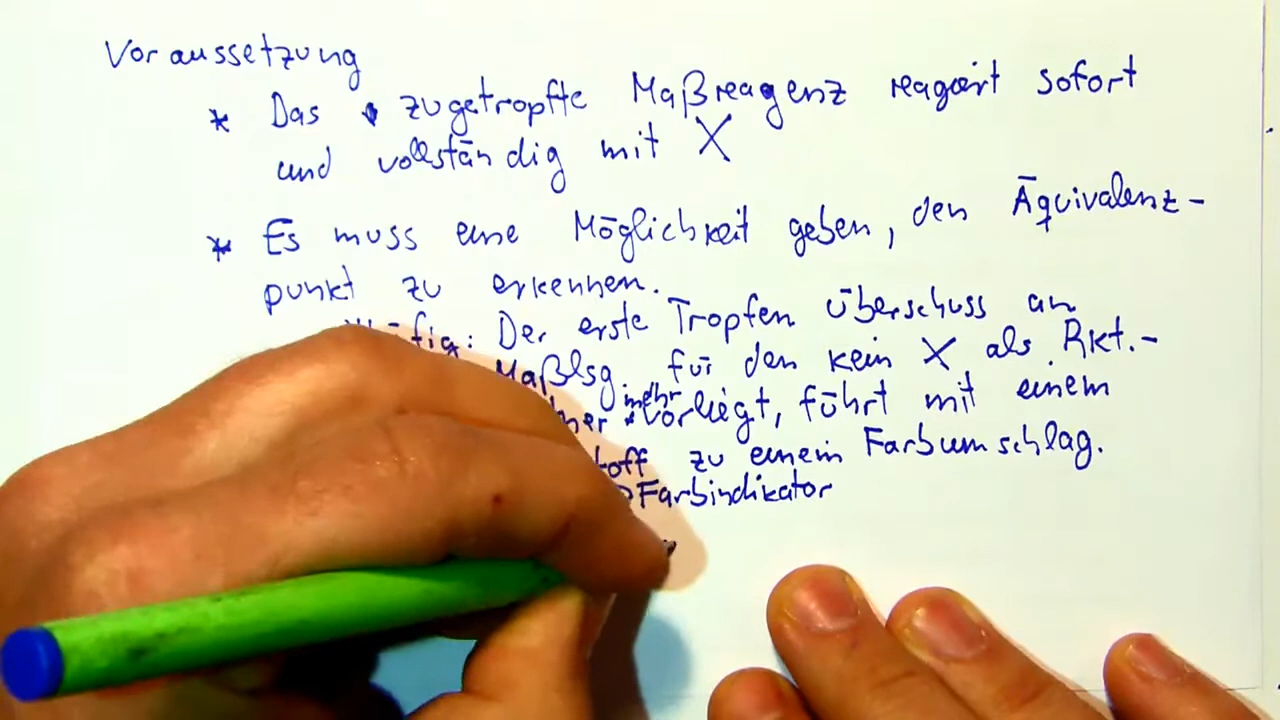 Voraussetzung
* Das zugetropfte Maßreagenz reagiert sofort
und vollständig mit X
* Es muss eine Möglichkeit geben, den Äquivalenz-
punkt zu erkennen.
Der erste Tropfen Überschuss an
Maßlsg. für den kein X als Rkt.-
mehr
vorliegt, führt mit einem
zu einem Farbumschlag.
Farbindikator